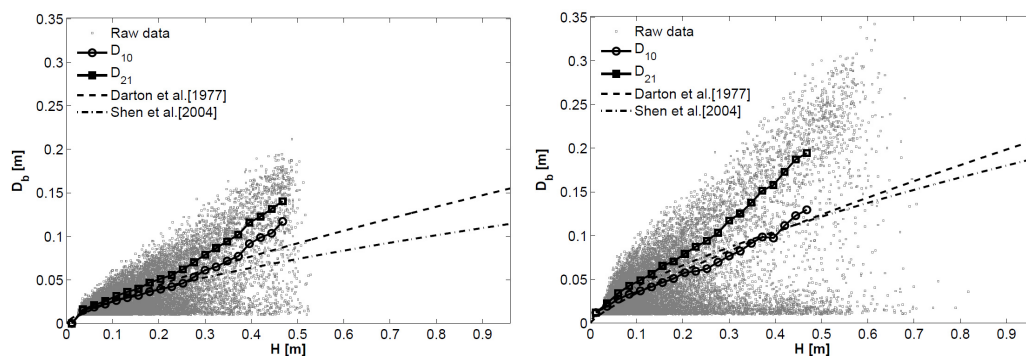 0.35
0.3
0.25
0.2
0.15
0.1
0.05
0
D_b [m]
Raw data
D_10
D_21
Darton et al.[1977]
Shen et al.[2004]
0.1 0.2 0.3 0.4 0.5 0.6 0.7 0.8 0.9
H [m]
0.35
0.3
0.25
0.2
0.15
0.1
0.05
0
D_b [m]
Raw data
D_10
D_21
Darton et al.[1977]
Shen et al.[2004]
0 0.1 0.2 0.3 0.4 0.5 0.6 0.7 0.8 0.9
H [m]